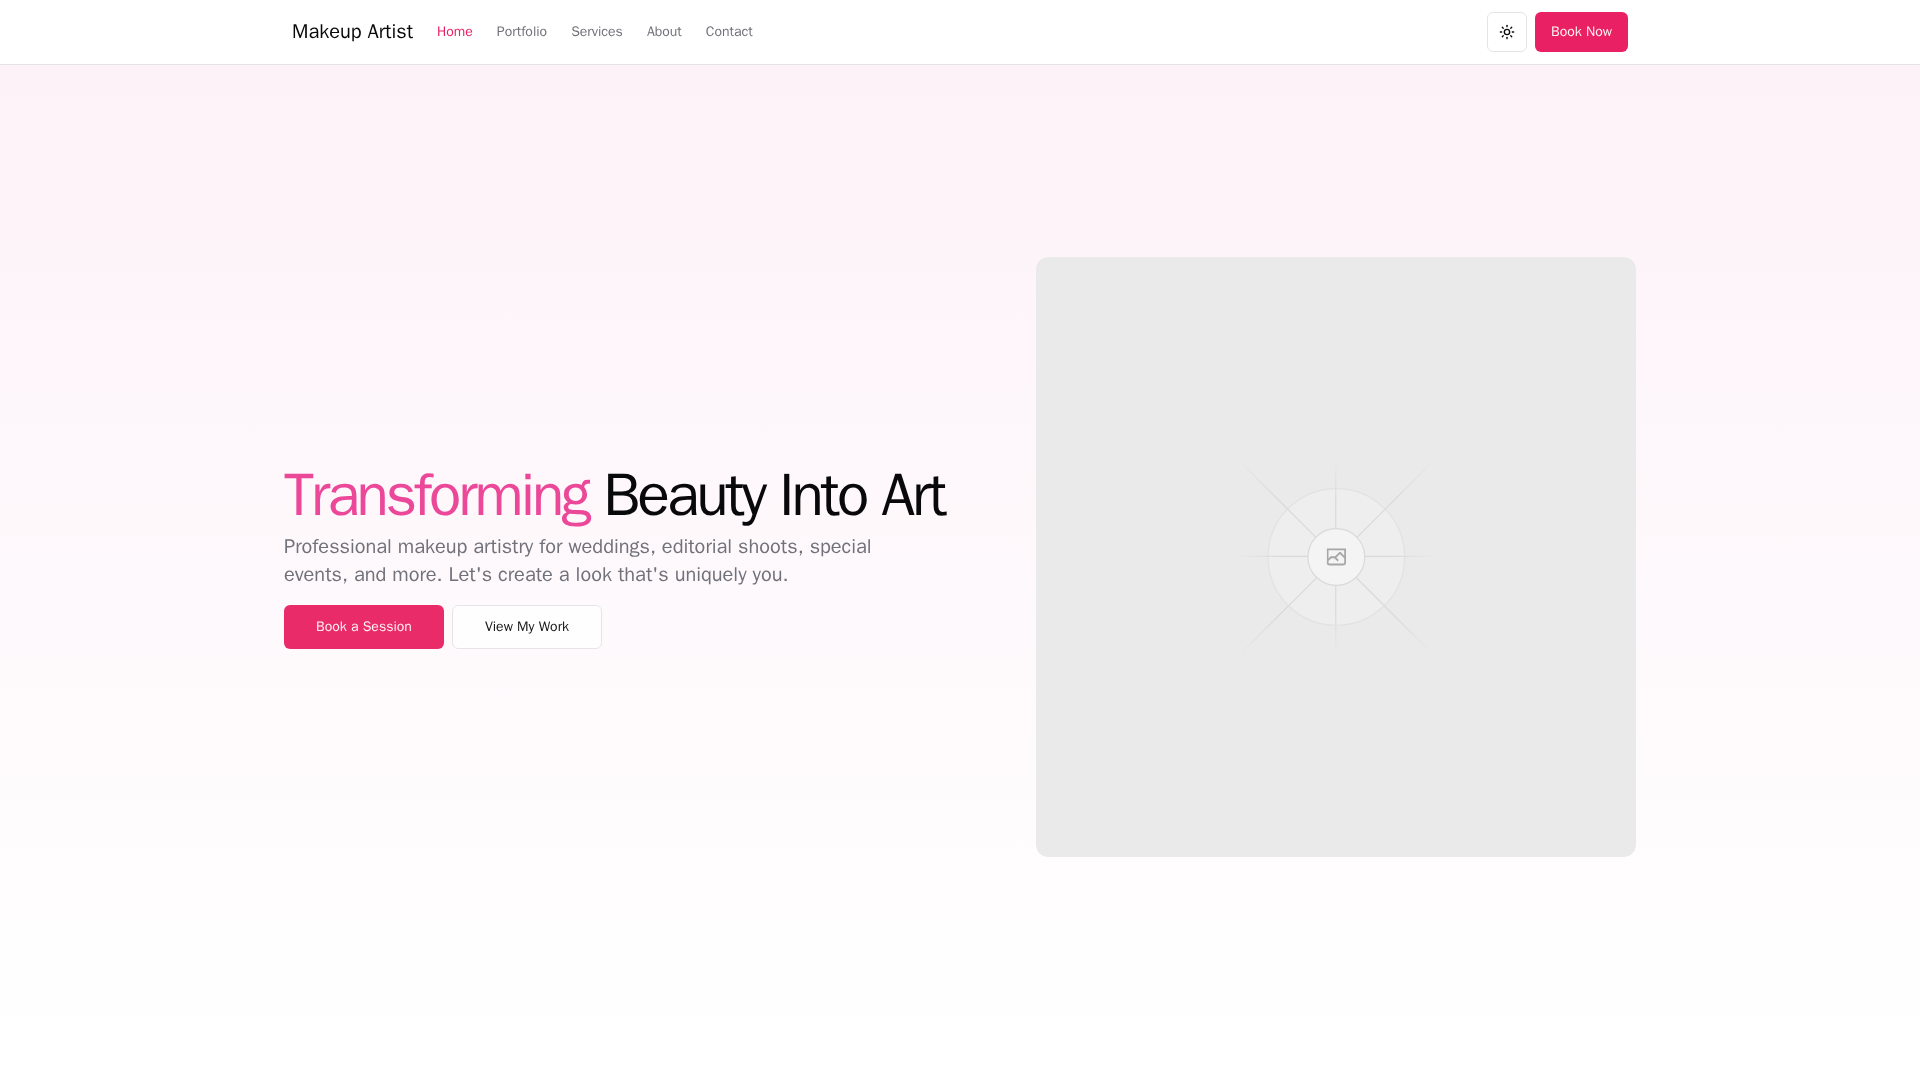 Makeup Artist
Home
Portfolio
Services
About
Contact
Book Now
Transforming Beauty Into Art
Professional makeup artistry for weddings, editorial shoots, special
events, and more. Let's create a look that's uniquely you.
Book a Session
View My Work